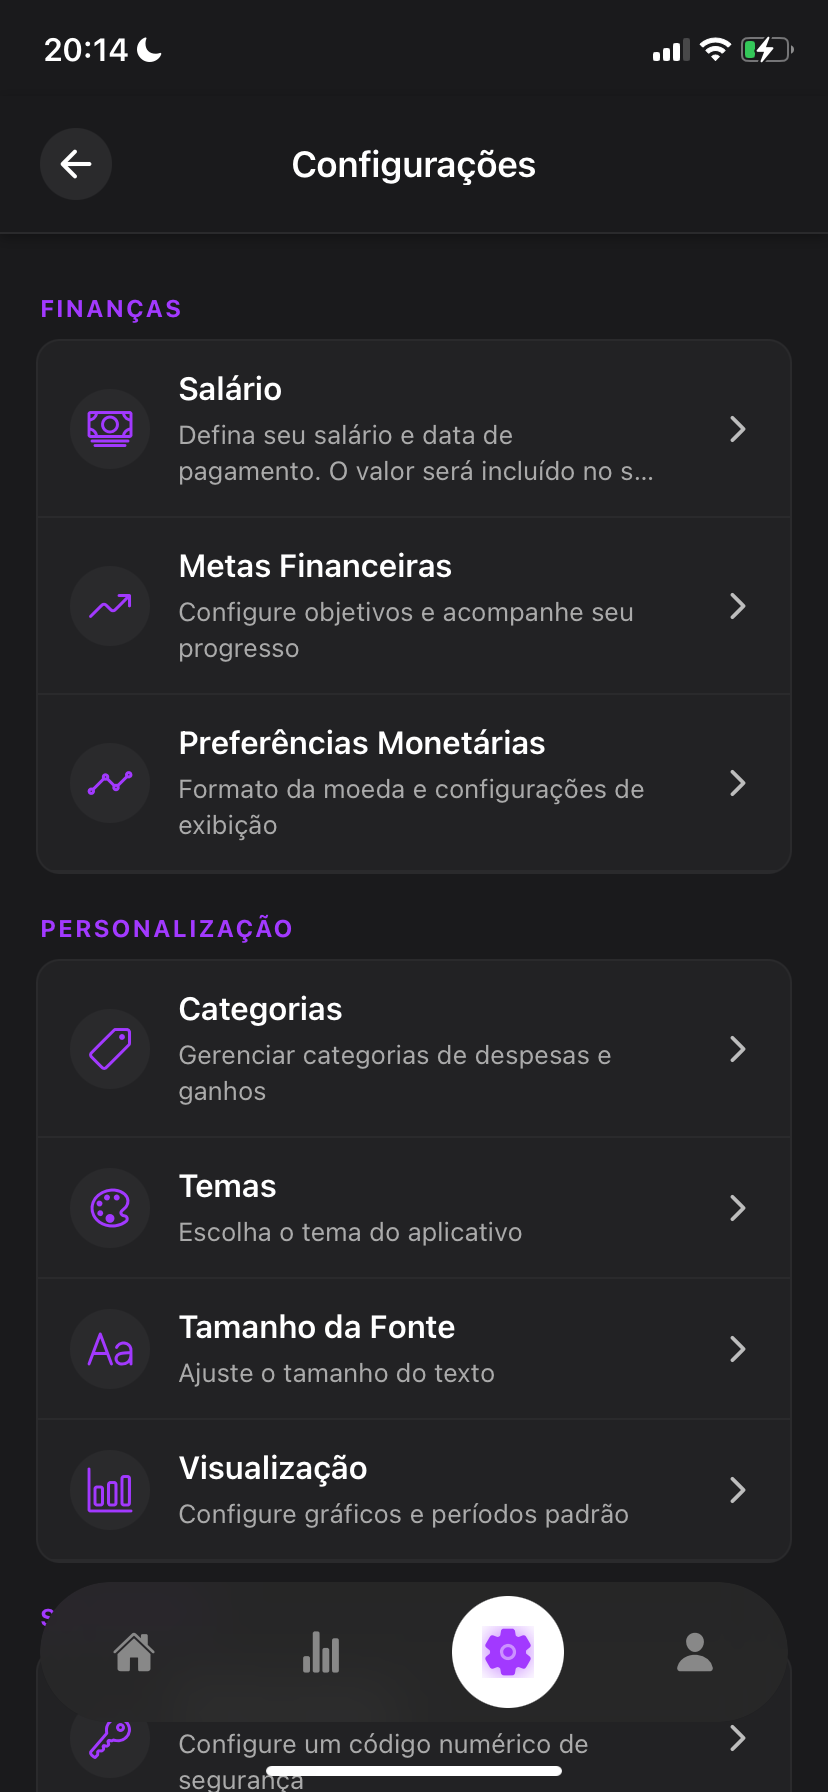 20:14
Configurações
FINANÇAS
Salário
Defina seu salário e data de
pagamento. O valor será incluído no s...
Metas Financeiras
Configure objetivos e acompanhe seu
progresso
Preferências Monetárias
Formato da moeda e configurações de
exibição
PERSONALIZAÇÃO
Categorias
Gerenciar categorias de despesas e
ganhos
Temas
Escolha o tema do aplicativo
Aa
Tamanho da Fonte
Ajuste o tamanho do texto
Visualização
Configure gráficos e períodos padrão
Configure um código numérico de
segurança